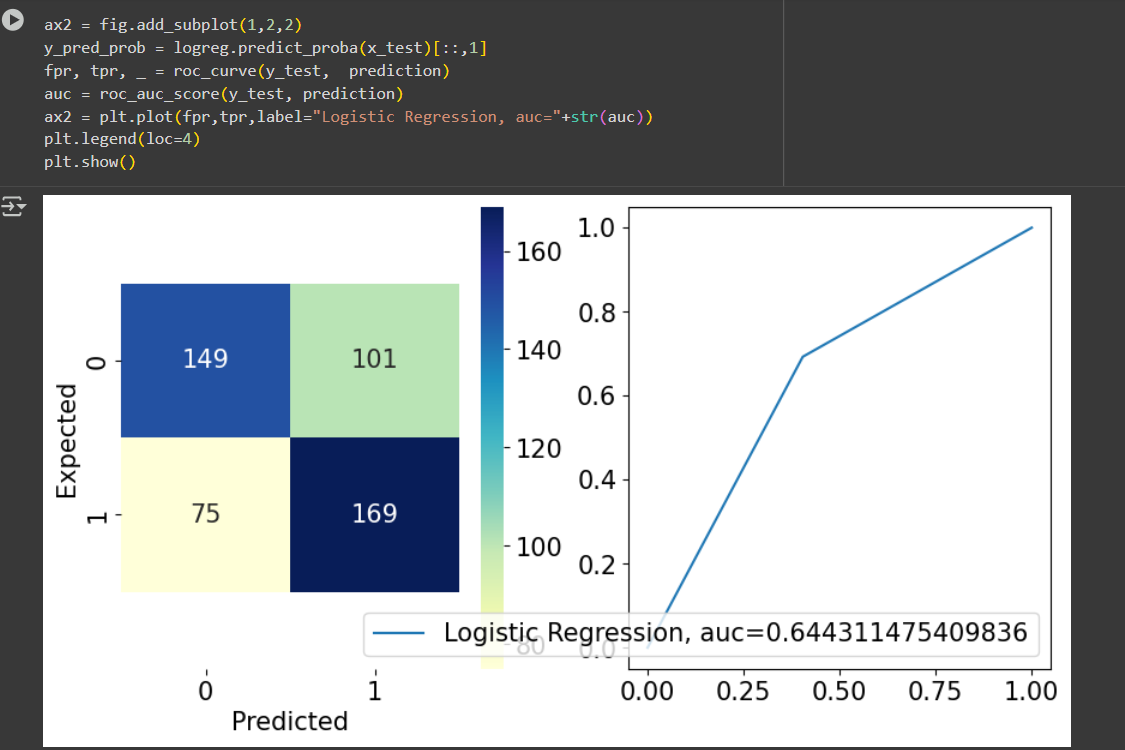 ax2 = fig.add_subplot(1,2,2)
y_pred_prob = logreg.predict_proba(x_test)[::,1]
fpr, tpr, _ = roc_curve(y_test,  prediction)
auc = roc_auc_score(y_test, prediction)
ax2 = plt.plot(fpr,tpr,label="Logistic Regression, auc="+str(auc))
plt.legend(loc=4)
plt.show()
Expected
0
1
149
101
75
169
0
1
Predicted
160
140
120
100
80
1.0
0.8
0.6
0.4
0.2
0.0
Logistic Regression, auc=0.644311475409836
0.00
0.25
0.50
0.75
1.00